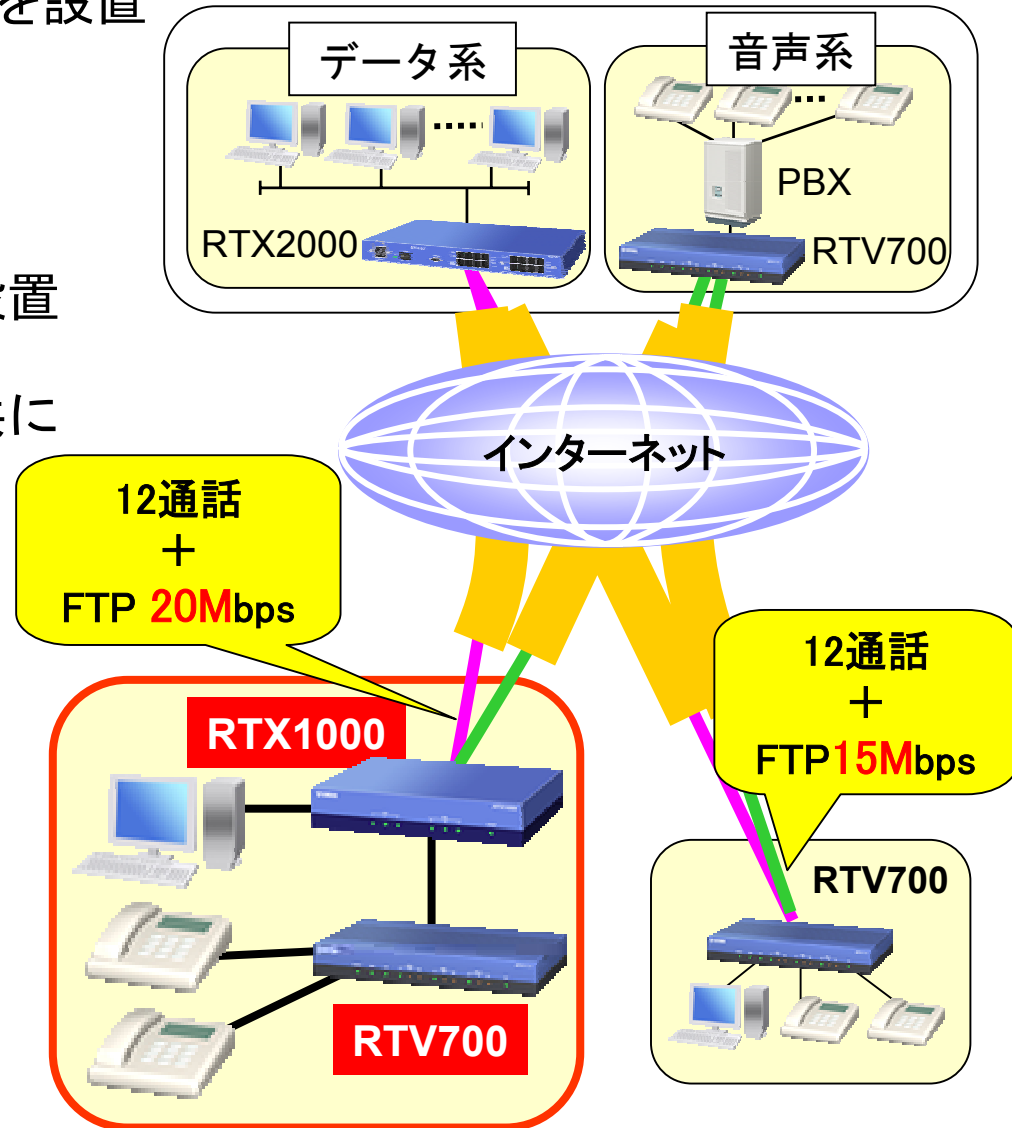 を設置
データ系
音声系
PBX
RTX2000
RTV700
置
に
インターネット
12通話
+
FTP 20Mbps
12通話
+
FTP15Mbps
RTX1000
RTV700
RTV700